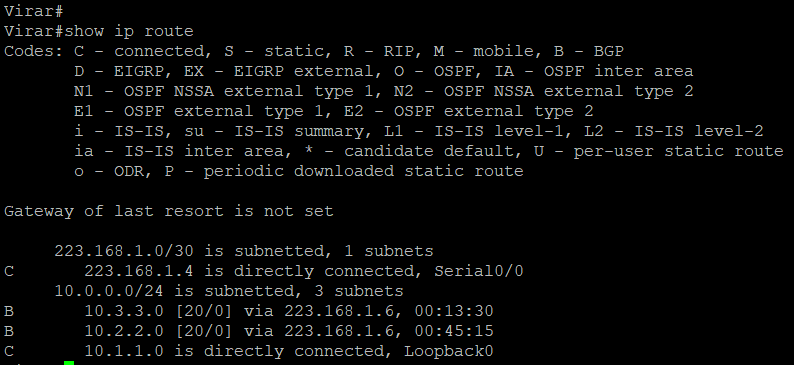 Virar#
Virar#show ip route
Codes: C - connected, S - static, R - RIP, M - mobile, B - BGP
       D - EIGRP, EX - EIGRP external, O - OSPF, IA - OSPF inter area
       N1 - OSPF NSSA external type 1, N2 - OSPF NSSA external type 2
       E1 - OSPF external type 1, E2 - OSPF external type 2
       i - IS-IS, su - IS-IS summary, L1 - IS-IS level-1, L2 - IS-IS level-2
       ia - IS-IS inter area, * - candidate default, U - per-user static route
       o - ODR, P - periodic downloaded static route

Gateway of last resort is not set

     223.168.1.0/30 is subnetted, 1 subnets
C       223.168.1.4 is directly connected, Serial0/0
     10.0.0.0/24 is subnetted, 3 subnets
B       10.3.3.0 [20/0] via 223.168.1.6, 00:13:30
B       10.2.2.0 [20/0] via 223.168.1.6, 00:45:15
C       10.1.1.0 is directly connected, Loopback0